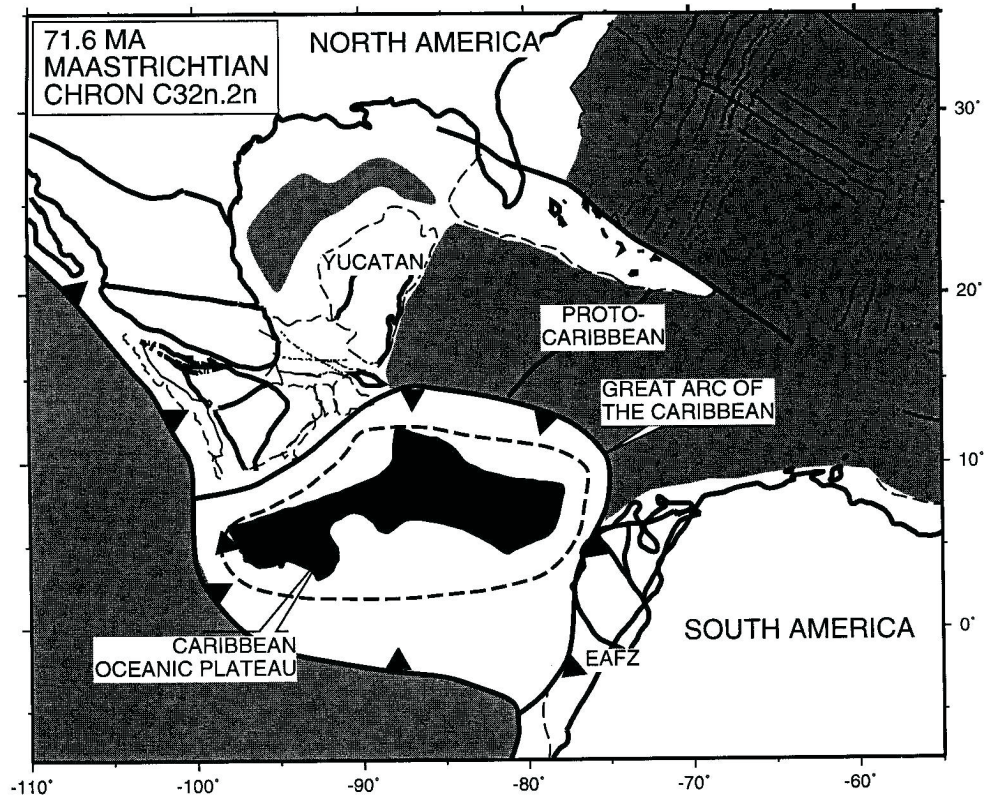 71.6 MA
MAASTRICHTIAN
CHRON C32n.2n
NORTH AMERICA
30°
YUCATAN
20°
PROTO-
CARIBBEAN
GREAT ARC OF
THE CARIBBEAN
10°
SOUTH AMERICA
0°
CARIBBEAN
OCEANIC PLATEAU
EAFZ
-110°
-100°
-90°
-80°
-70°
-60°